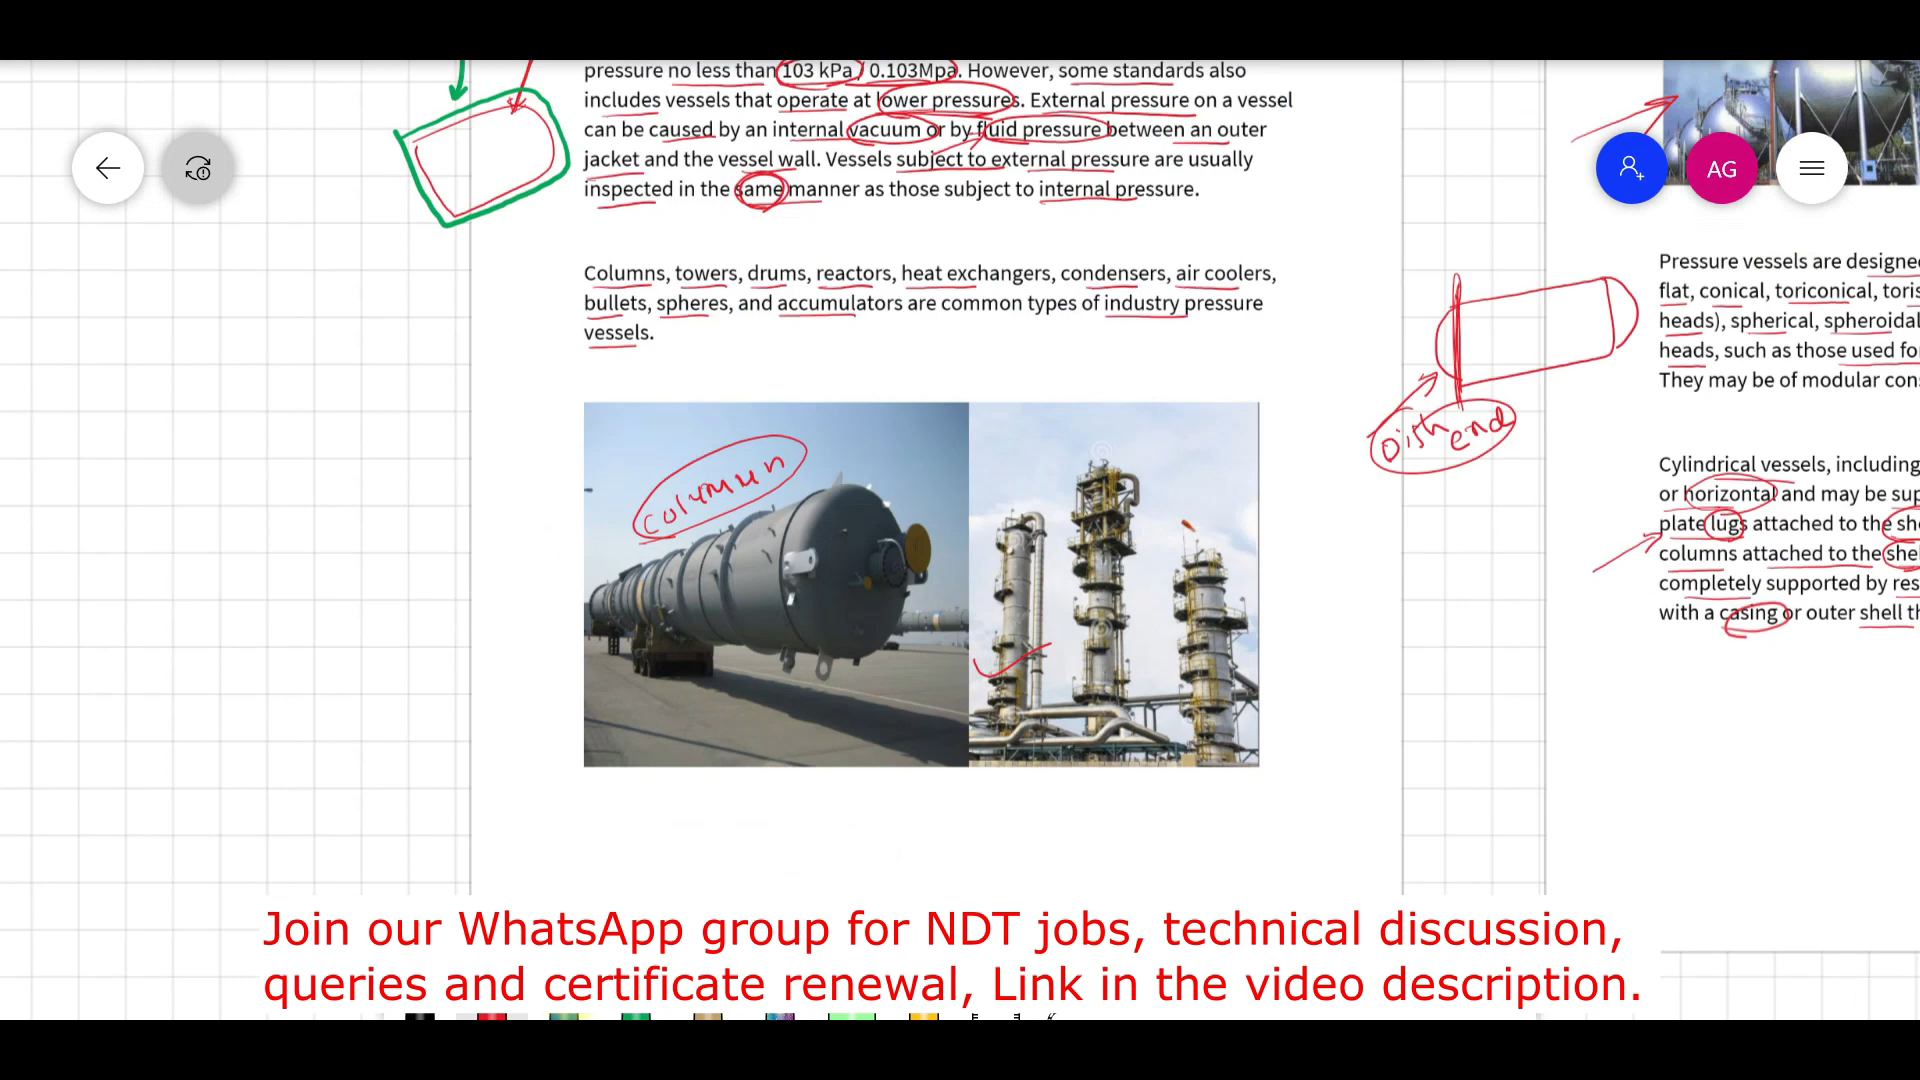 pressure no less than 103 kPa / 0.103Mpa. However, some standards also
includes vessels that operate at lower pressures. External pressure on a vessel
can be caused by an internal vacuum or by fluid pressure between an outer
jacket and the vessel wall. Vessels subject to external pressure are usually
inspected in the same manner as those subject to internal pressure.
AG
Columns, towers, drums, reactors, heat exchangers, condensers, air coolers,
bullets, spheres, and accumulators are common types of industry pressure
vessels.
column
Dish end
Pressure vessels are designe
flat, conical, toriconical, toris
heads), spherical, spheroidal
heads, such as those used fo
They may be of modular con
Cylindrical vessels, including
or horizontal and may be sup
plate lugs attached to the she
columns attached to the shel
completely supported by res
with a casing or outer shell th
Join our WhatsApp group for NDT jobs, technical discussion,
queries and certificate renewal, Link in the video description.